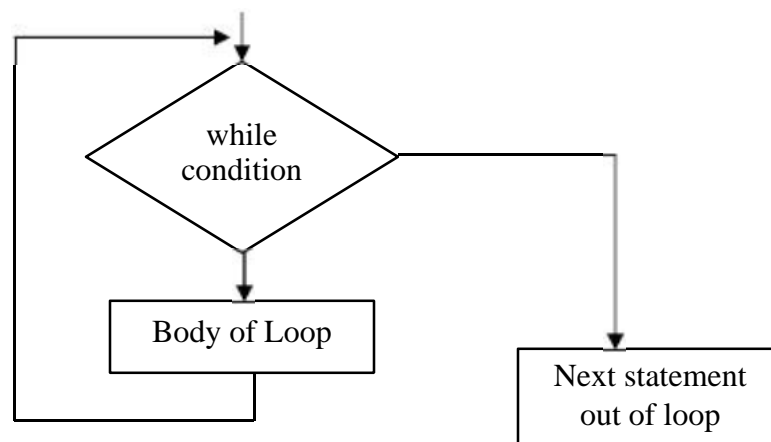 while
condition
Body of Loop
Next statement
out of loop